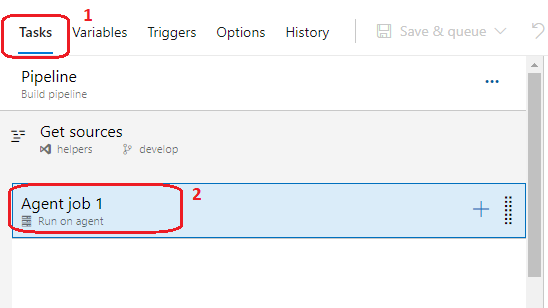 1
Tasks Variables Triggers Options History Save & queue
Pipeline
Build pipeline
Get sources
helpers develop
Agent job 1 2
Run on agent